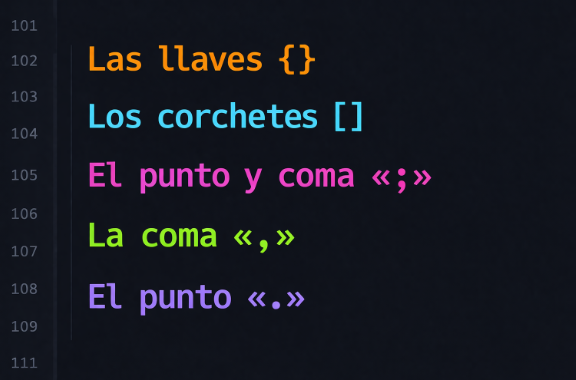 101
102
Las llaves {}
103
Los corchetes []
104
105
El punto y coma «;»
106
La coma «,»
107
108
El punto «.»
109
111